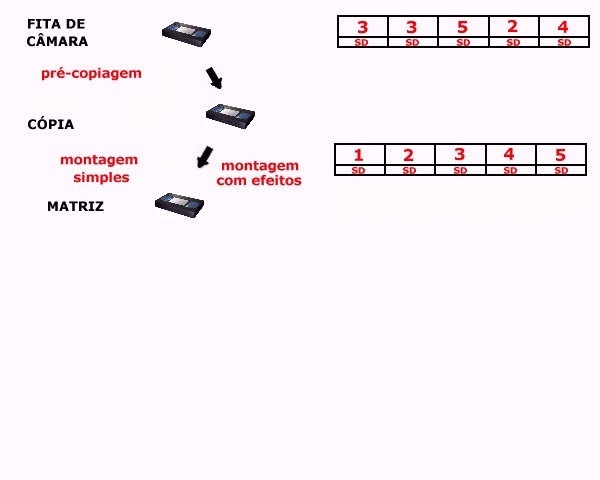 FITA DE
CÂMARA
3 3 5 2 4
SD SD SD SD SD
pré-copiagem
CÓPIA
montagem
simples
montagem
com efeitos
1 2 3 4 5
SD SD SD SD SD
MATRIZ